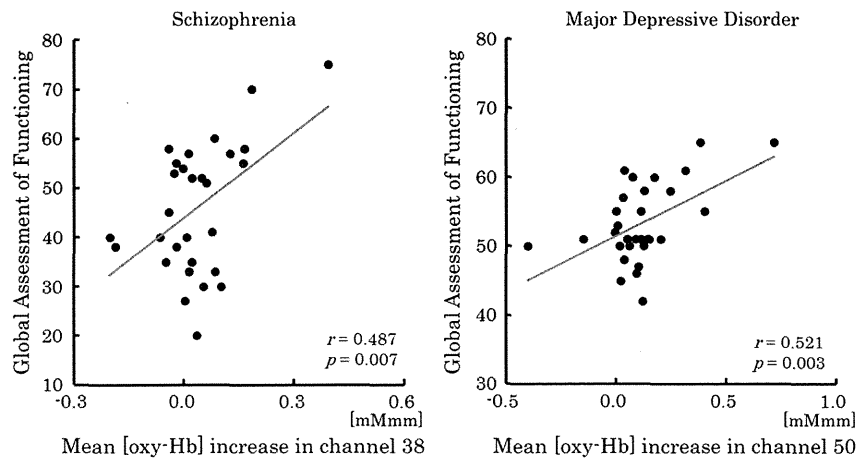 Schizophrenia
Global Assessment of Functioning
80
70
60
50
40
30
20
10
-0.3
0.0
0.3
0.6
r = 0.487
p = 0.007
[mMmm]
Mean [oxy-Hb] increase in channel 38
Major Depressive Disorder
Global Assessment of Functioning
80
70
60
50
40
30
-0.5
0.0
0.5
1.0
r = 0.521
p = 0.003
[mMmm]
Mean [oxy-Hb] increase in channel 50